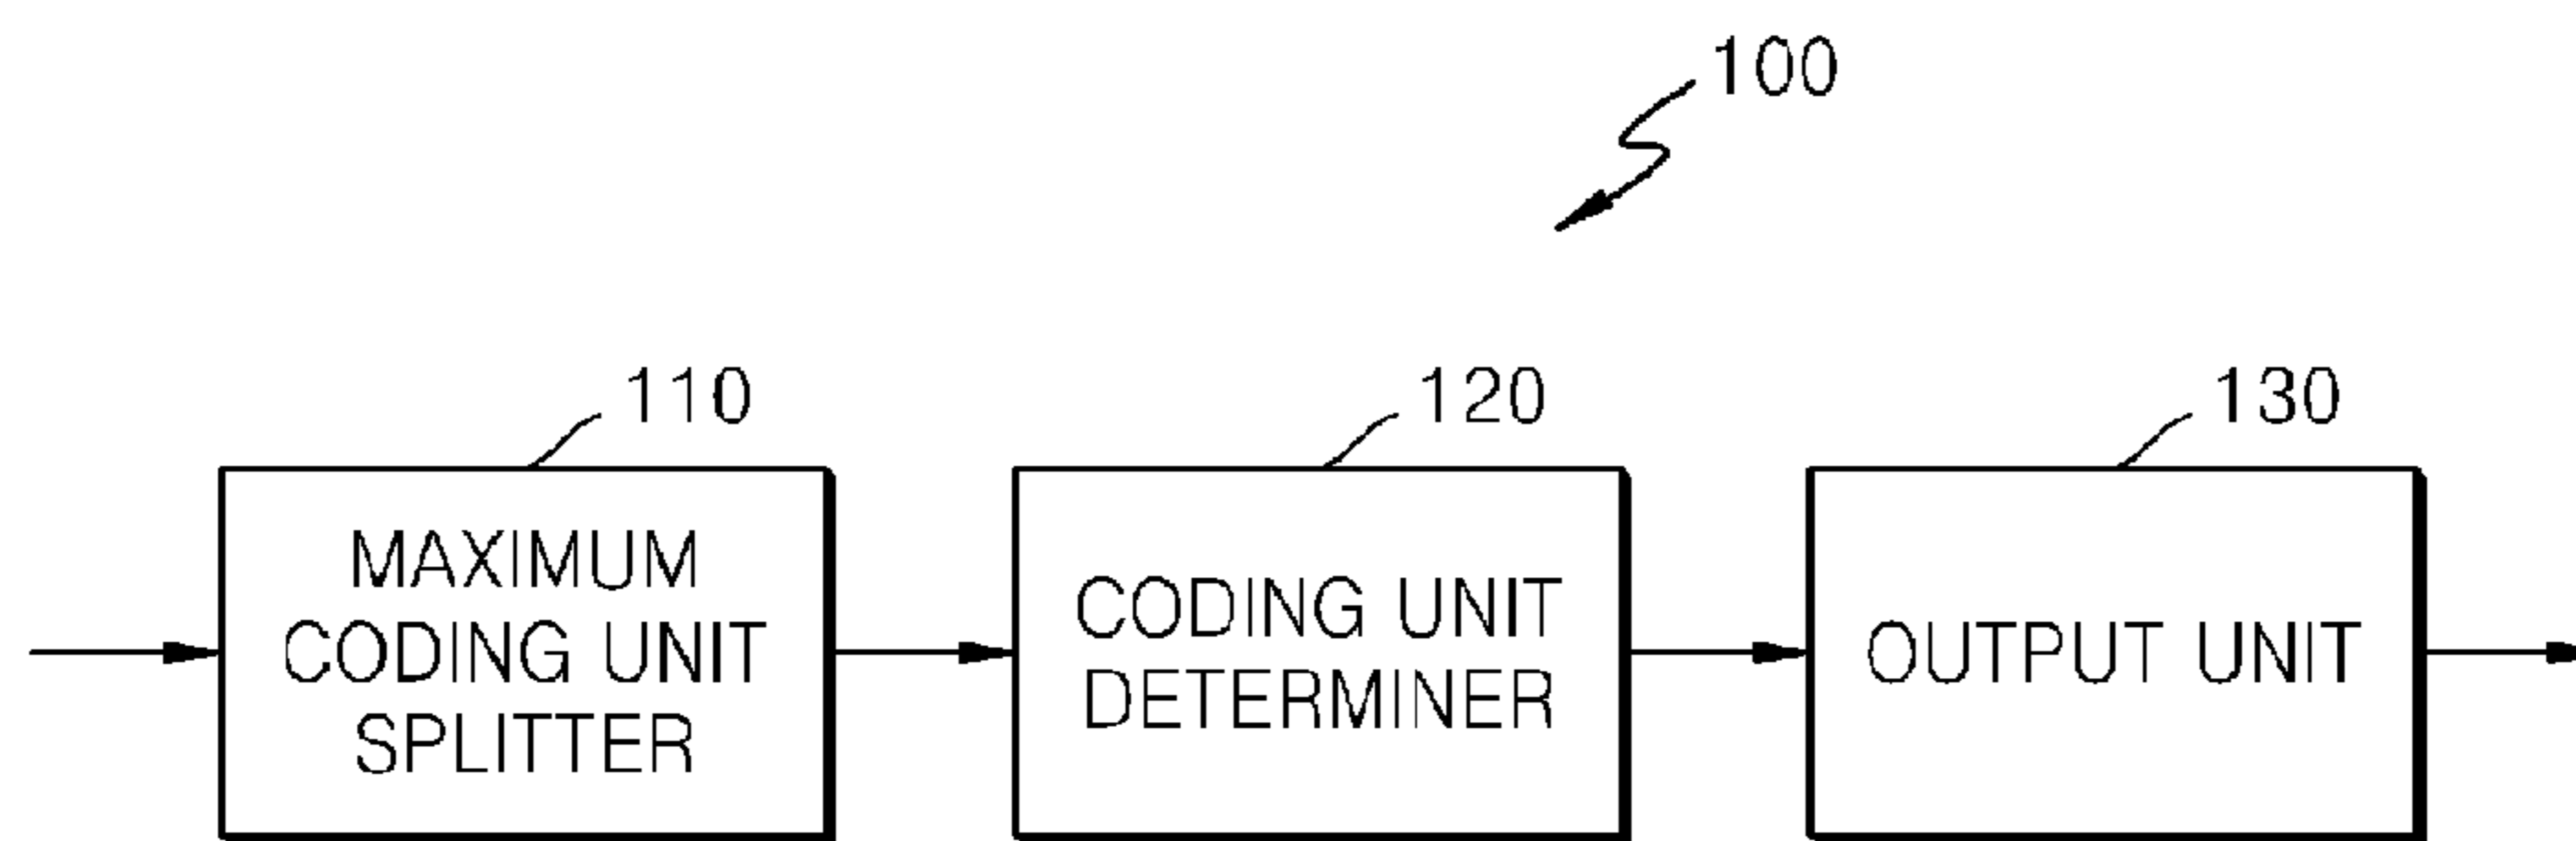 100
110
120
130
MAXIMUM
CODING UNIT
SPLITTER
CODING UNIT
DETERMINER
OUTPUT UNIT